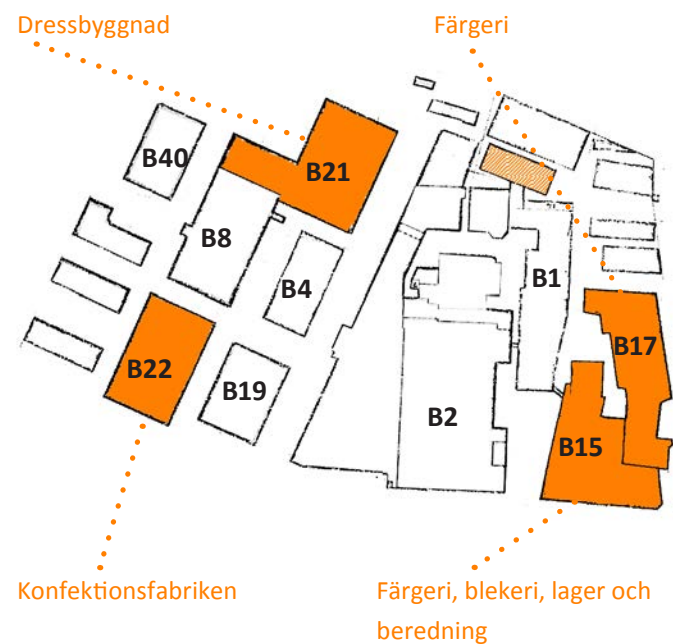 Dressbyggnad
Färgeri
B40
B21
B8
B4
B1
B22
B19
B17
B2
B15
Konfektionsfabriken
Färgeri, blekeri, lager och
beredning